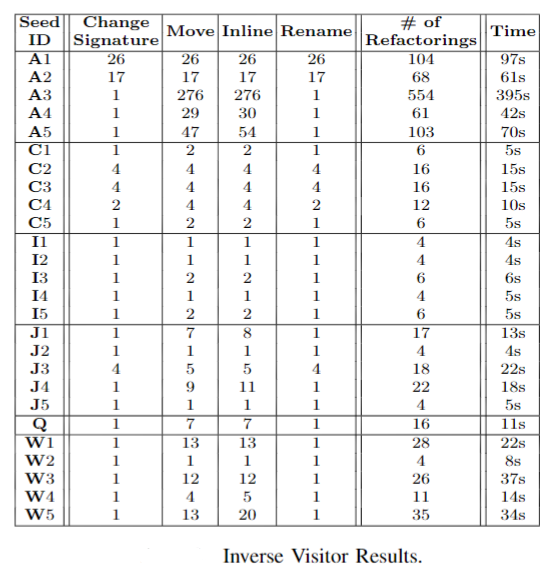 Seed ID | Change Signature | Move | Inline | Rename | # of Refactorings | Time
A1 26 26 26 26 104 97s
A2 17 17 17 17 68 61s
A3 1 276 276 1 554 395s
A4 1 29 30 1 61 42s
A5 1 47 54 1 103 70s
C1 1 2 2 1 6 5s
C2 4 4 4 4 16 15s
C3 4 4 4 4 16 15s
C4 2 4 4 2 12 10s
C5 1 2 2 1 6 5s
I1 1 1 1 1 4 4s
I2 1 1 1 1 4 4s
I3 1 2 2 1 6 6s
I4 1 1 1 1 4 5s
I5 1 2 2 1 6 5s
J1 1 7 8 1 17 13s
J2 1 1 1 1 4 4s
J3 4 5 5 4 18 22s
J4 1 9 11 1 22 18s
J5 1 1 1 1 4 5s
Q 1 7 7 1 16 11s
W1 1 13 13 1 28 22s
W2 1 1 1 1 4 8s
W3 1 12 12 1 26 37s
W4 1 4 5 1 11 14s
W5 1 13 20 1 35 34s
Inverse Visitor Results.